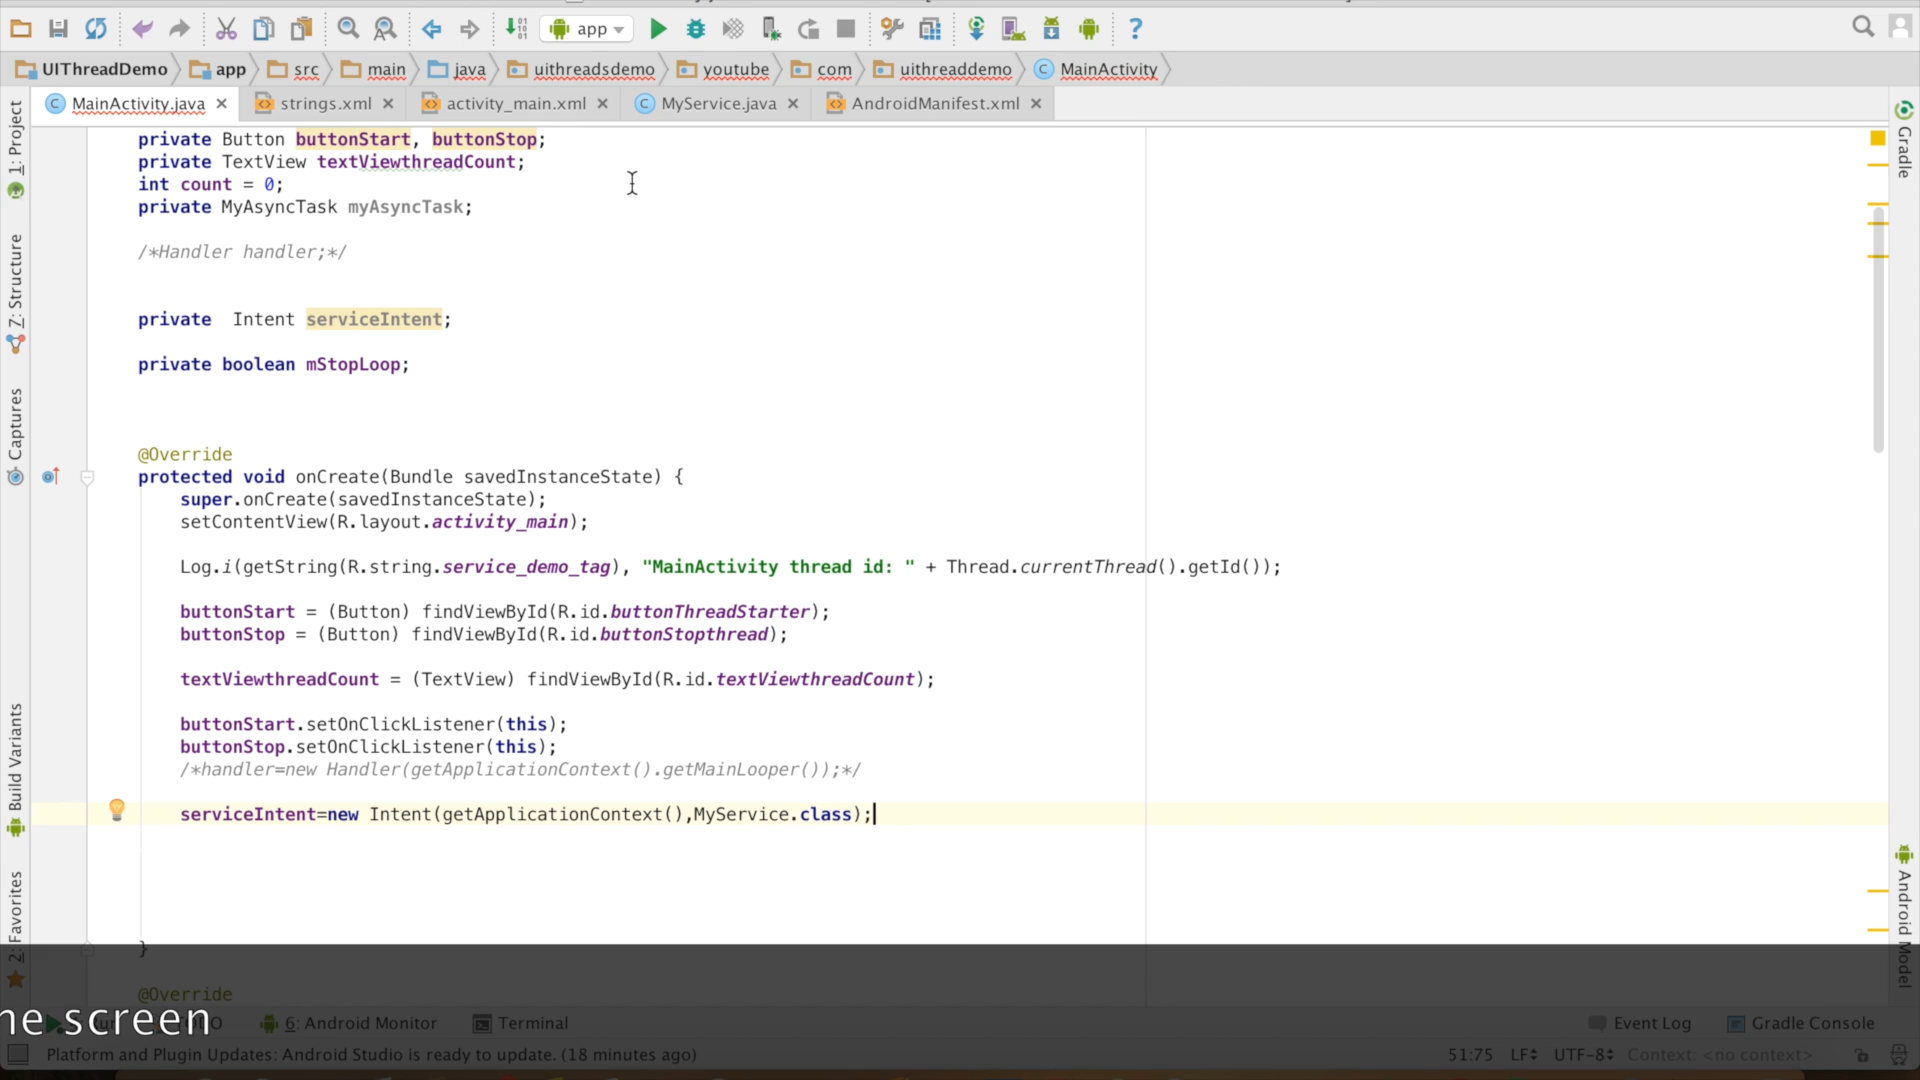 app
UIThreadDemo app src main java uithreadsdemo youtube com uithreaddemo MainActivity
MainActivity.java strings.xml activity_main.xml MyService.java AndroidManifest.xml
1: Project
Z: Structure
Captures
Build Variants
2: Favorites
private Button buttonStart, buttonStop;
private TextView textViewthreadCount;
int count = 0;
private MyAsyncTask myAsyncTask;
/*Handler handler;*/
private  Intent serviceIntent;
private boolean mStopLoop;
@Override
protected void onCreate(Bundle savedInstanceState) {
super.onCreate(savedInstanceState);
setContentView(R.layout.activity_main);
Log.i(getString(R.string.service_demo_tag), "MainActivity thread id: " + Thread.currentThread().getId());
buttonStart = (Button) findViewById(R.id.buttonThreadStarter);
buttonStop = (Button) findViewById(R.id.buttonStopthread);
textViewthreadCount = (TextView) findViewById(R.id.textViewthreadCount);
buttonStart.setOnClickListener(this);
buttonStop.setOnClickListener(this);
/*handler=new Handler(getApplicationContext().getMainLooper());*/
serviceIntent=new Intent(getApplicationContext(),MyService.class);
}
@Override
Gradle
Android Model
ne screen
6: Android Monitor Terminal Event Log Gradle Console
Platform and Plugin Updates: Android Studio is ready to update. (18 minutes ago) 51:75 LF UTF-8 Context: <no context>